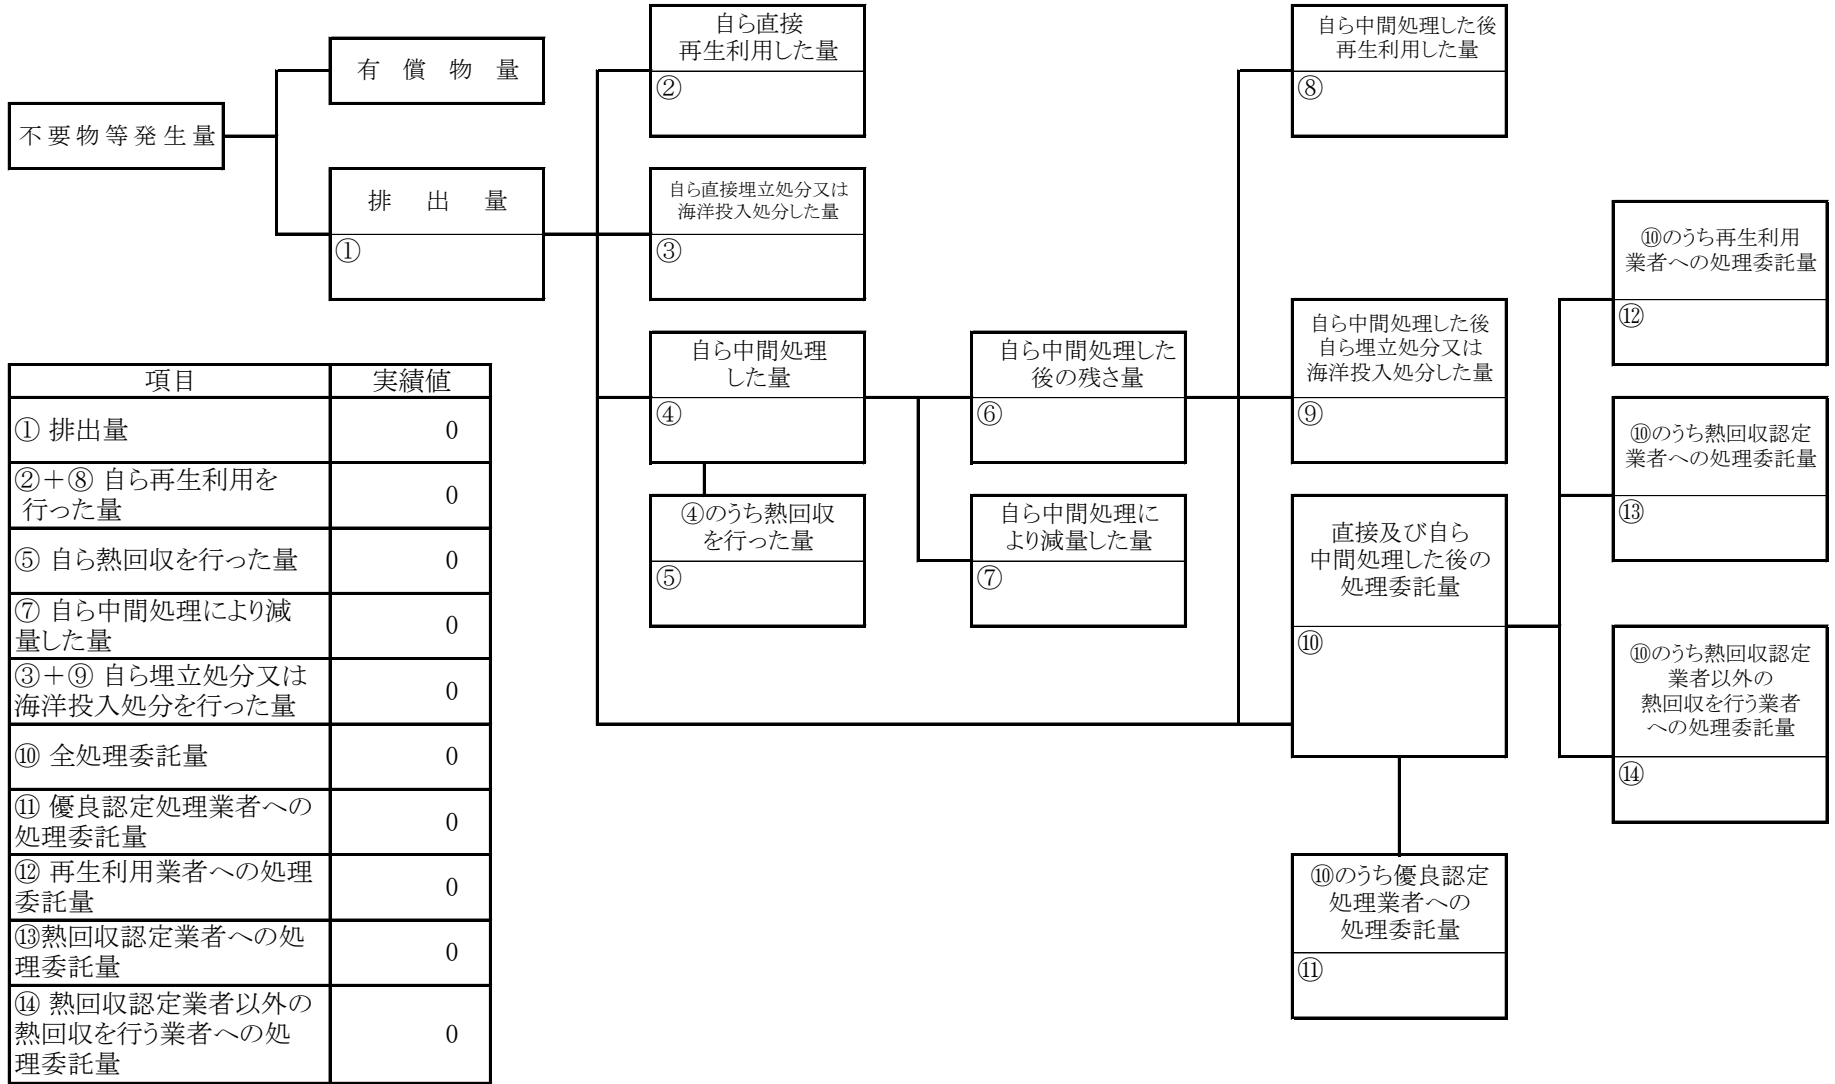 不要物等発生量
有償物量
排出量
①
自ら直接
再生利用した量
②
自ら直接埋立処分又は
海洋投入処分した量
③
自ら中間処理
した量
④
④のうち熱回収
を行った量
⑤
自ら中間処理した
後の残さ量
⑥
自ら中間処理に
より減量した量
⑦
自ら中間処理した後
再生利用した量
⑧
自ら中間処理した後
自ら埋立処分又は
海洋投入処分した量
⑨
直接及び自ら
中間処理した後の
処理委託量
⑩
⑩のうち優良認定
処理業者への
処理委託量
⑪
⑩のうち再生利用
業者への処理委託量
⑫
⑩のうち熱回収認定
業者への処理委託量
⑬
⑩のうち熱回収認定
業者以外の
熱回収を行う業者
への処理委託量
⑭
項目 実績値
① 排出量 0
②+⑧ 自ら再生利用を
行った量 0
⑤ 自ら熱回収を行った量 0
⑦ 自ら中間処理により減
量した量 0
③+⑨ 自ら埋立処分又は
海洋投入処分を行った量 0
⑩ 全処理委託量 0
⑪ 優良認定処理業者への
処理委託量 0
⑫ 再生利用業者への処理
委託量 0
⑬熱回収認定業者への処
理委託量 0
⑭ 熱回収認定業者以外の
熱回収を行う業者への処
理委託量 0